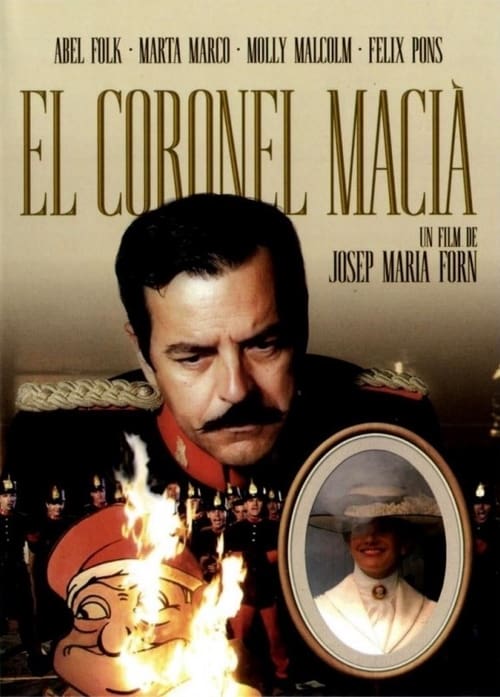 ABEL FOLK · MARTA MARCO · MOLLY MALCOLM · FELIX PONS
EL CORONEL MACIÀ
UN FILM DE
JOSEP MARIA FORN